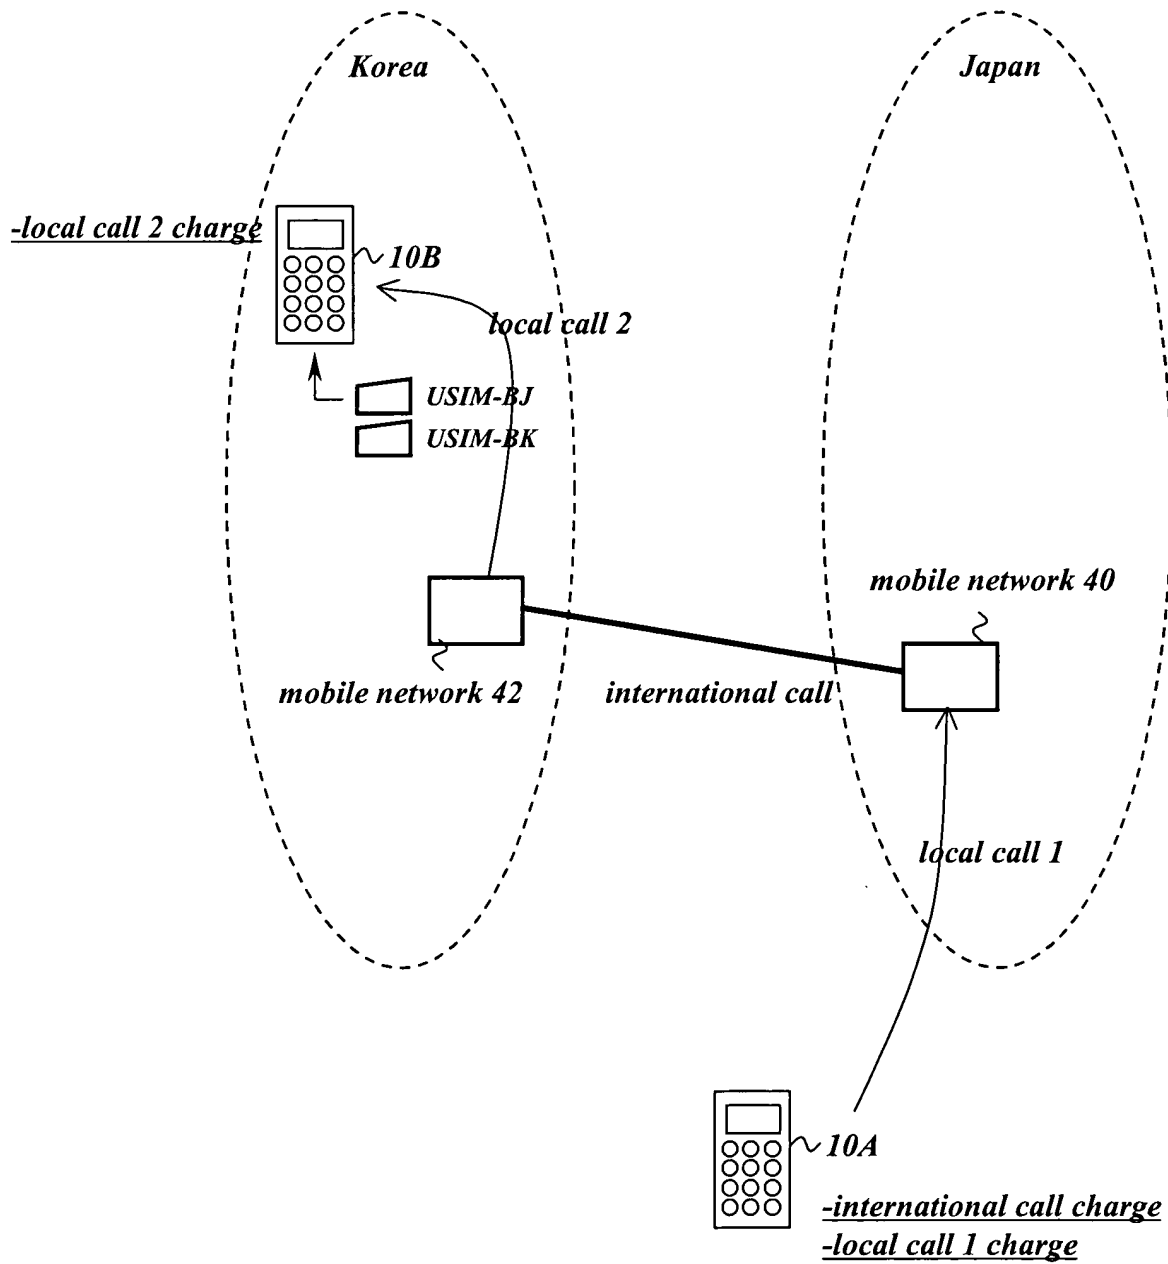 Korea
Japan
-local call 2 charge
10B
local call 2
USIM-BJ
USIM-BK
mobile network 40
mobile network 42
international call
local call 1
10A
-international call charge
-local call 1 charge